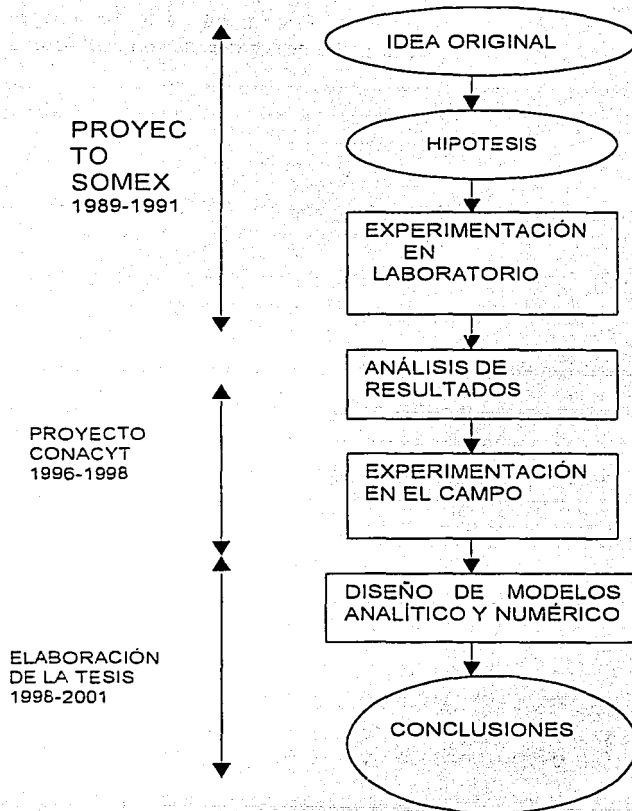 IDEA ORIGINAL
HIPOTESIS
PROYEC
TO
SOMEX
1989-1991
EXPERIMENTACIÓN
EN
LABORATORIO
ANÁLISIS DE
RESULTADOS
PROYECTO
CONACYT
1996-1998
EXPERIMENTACIÓN
EN EL CAMPO
DISEÑO DE MODELOS
ANALÍTICO Y NUMÉRICO
ELABORACIÓN
DE LA TESIS
1998-2001
CONCLUSIONES